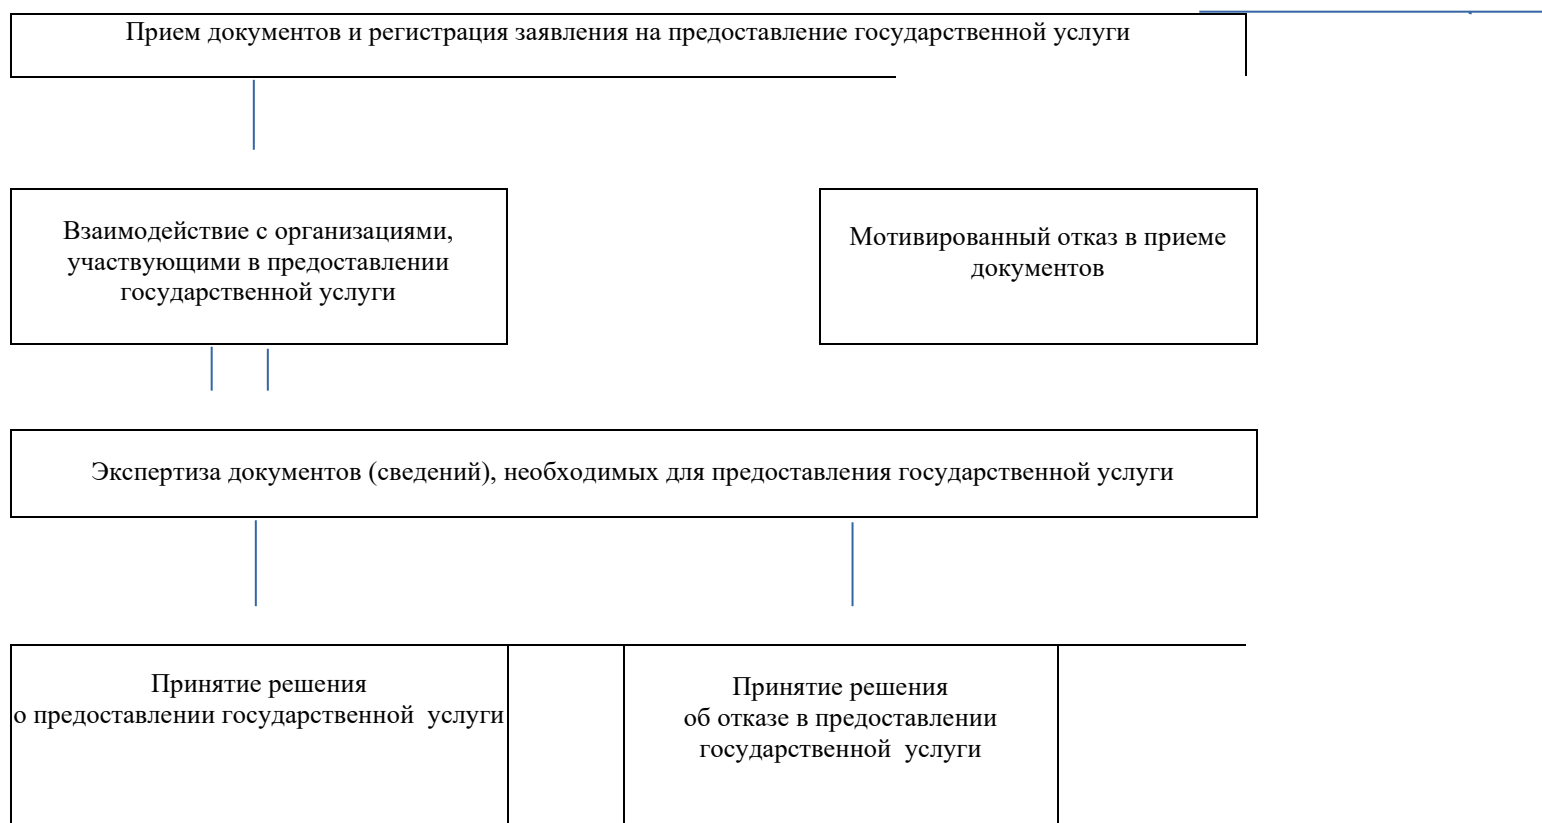 Прием документов и регистрация заявления на предоставление государственной услуги
Взаимодействие с организациями,
участвующими в предоставлении
государственной услуги
Мотивированный отказ в приеме
документов
Экспертиза документов (сведений), необходимых для предоставления государственной услуги
Принятие решения
о предоставлении государственной  услуги
Принятие решения
об отказе в предоставлении
государственной  услуги